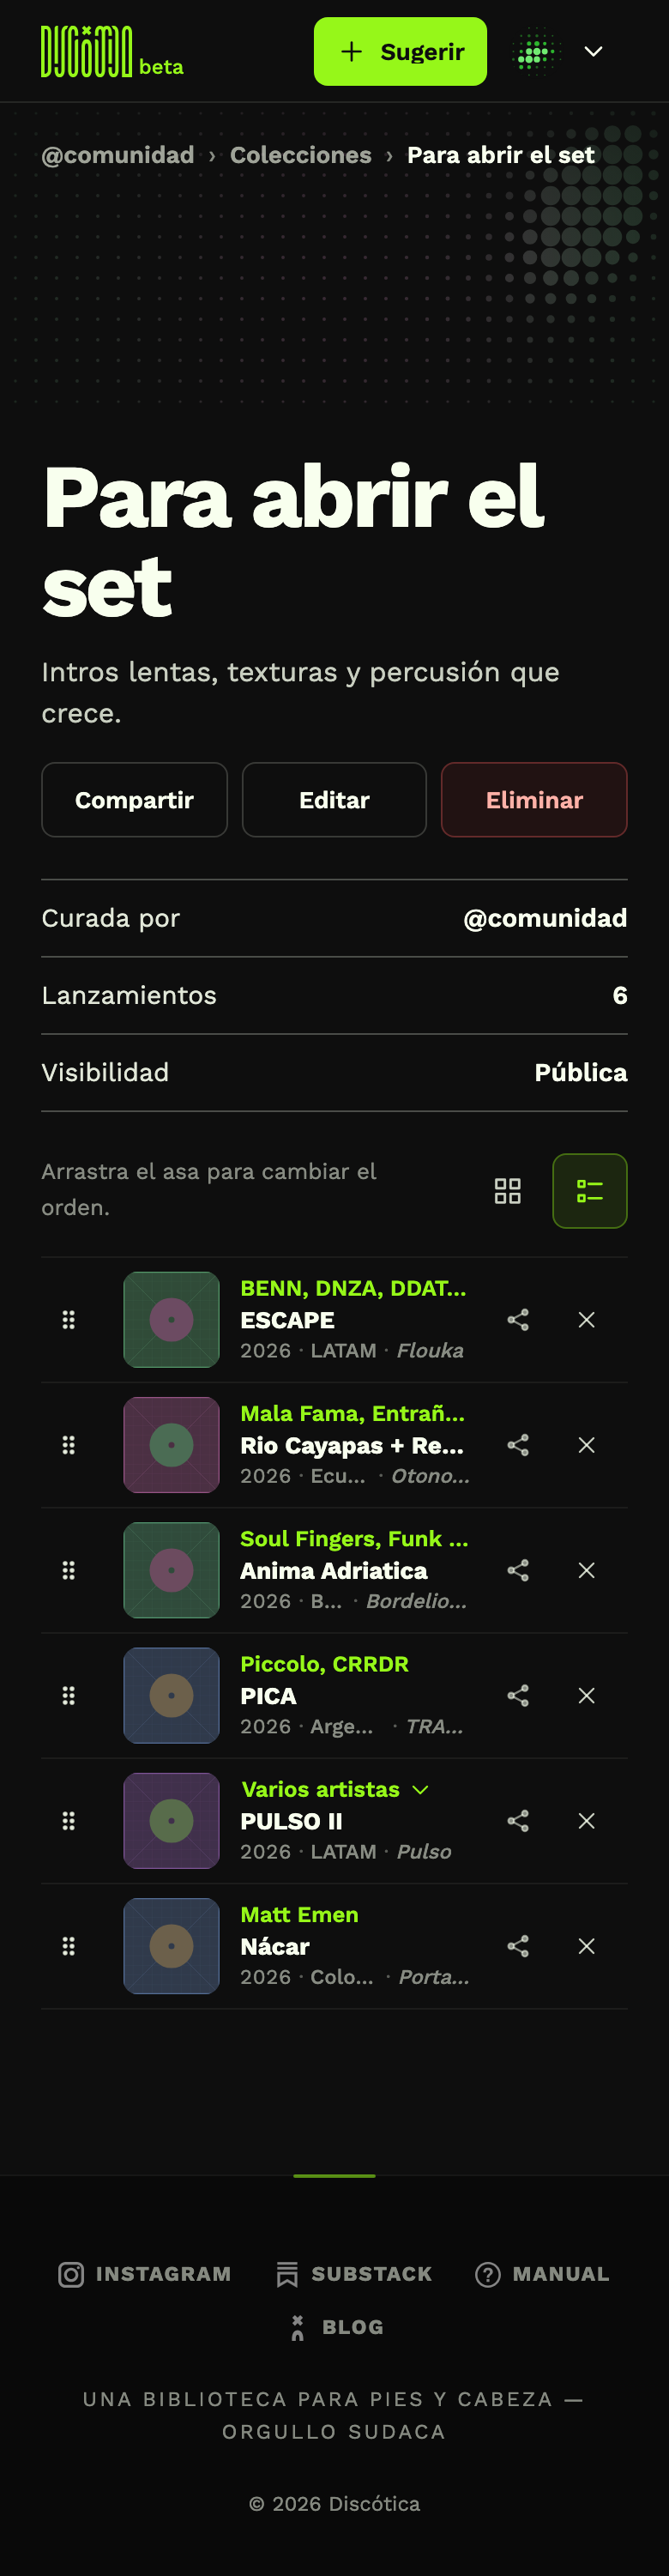 DISCÓTICA beta
Sugerir
@comunidad › Colecciones › Para abrir el set
Para abrir el
set
Intros lentas, texturas y percusión que
crece.
Compartir
Editar
Eliminar
Curada por @comunidad
Lanzamientos 6
Visibilidad Pública
Arrastra el asa para cambiar el
orden.
BENN, DNZA, DDAT...
ESCAPE
2026 · LATAM · Flouka
Mala Fama, Entrañ...
Rio Cayapas + Re...
2026 · Ecu... · Otono...
Soul Fingers, Funk ...
Anima Adriatica
2026 · B... · Bordelio...
Piccolo, CRRDR
PICA
2026 · Arge... · TRA...
Varios artistas
PULSO II
2026 · LATAM · Pulso
Matt Emen
Nácar
2026 · Colo... · Porta...
INSTAGRAM SUBSTACK MANUAL
BLOG
UNA BIBLIOTECA PARA PIES Y CABEZA —
ORGULLO SUDACA
© 2026 Discótica